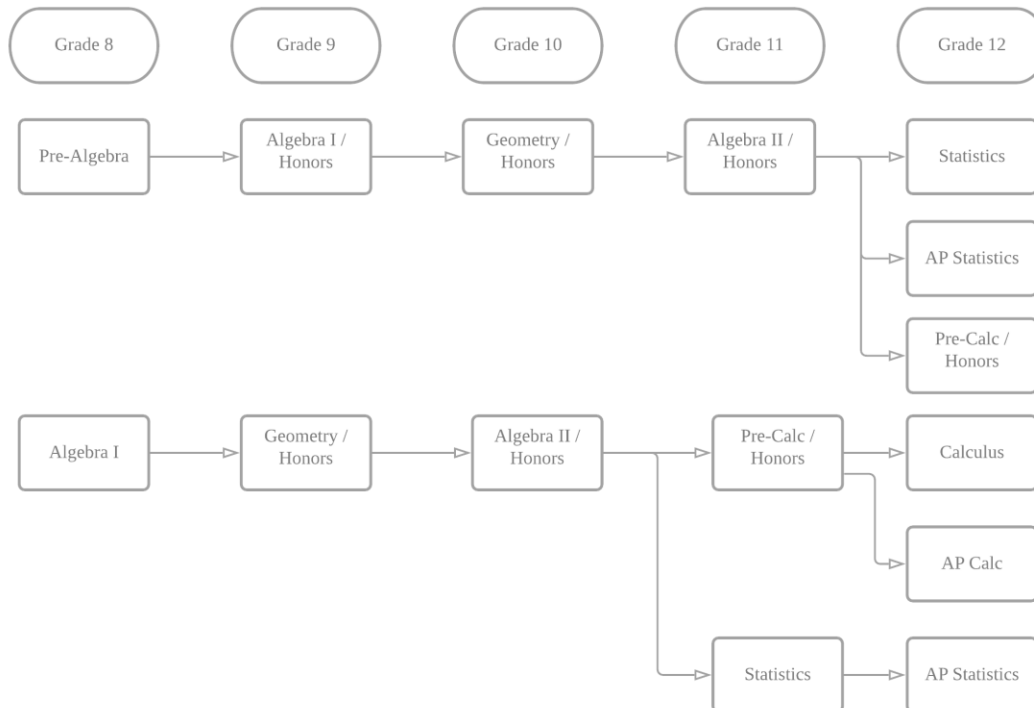 Grade 8
Grade 9
Grade 10
Grade 11
Grade 12
Pre-Algebra
Algebra I /
Honors
Geometry /
Honors
Algebra II /
Honors
Statistics
AP Statistics
Pre-Calc /
Honors
Algebra I
Geometry /
Honors
Algebra II /
Honors
Pre-Calc /
Honors
Calculus
AP Calc
Statistics
AP Statistics